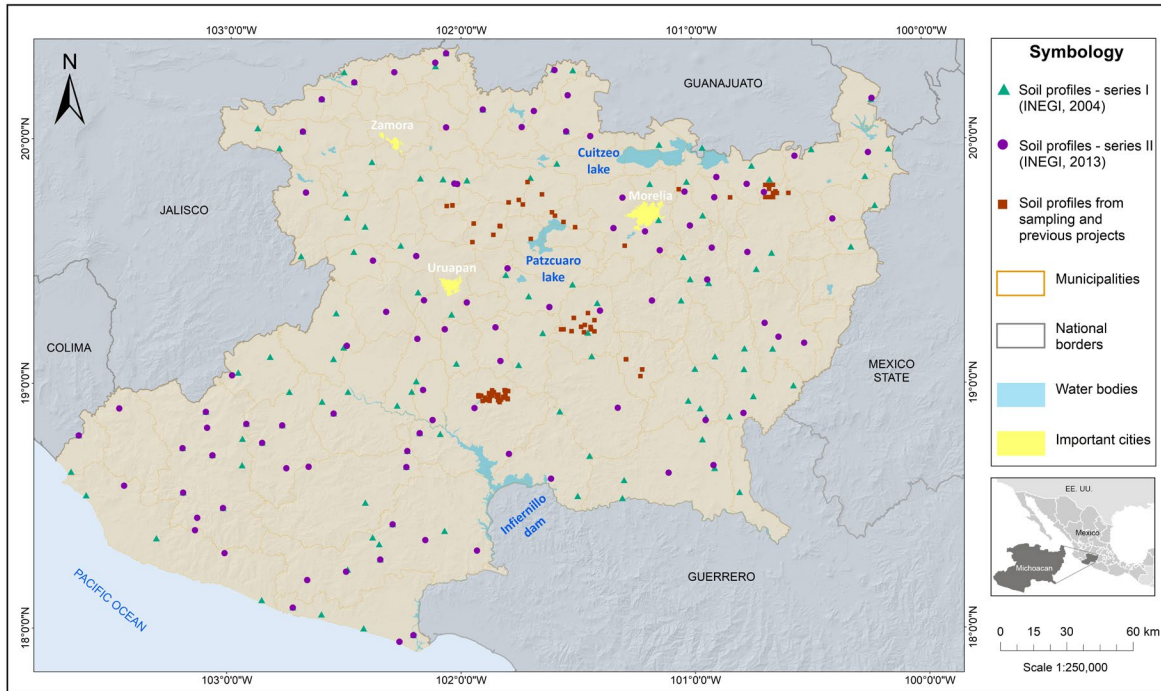 103°0'0"W
102°0'0"W
101°0'0"W
100°0'0"W
N
GUANAJUATO
20°0'0"N
20°0'0"N
Zamora
Cuitzeo
lake
Morelia
JALISCO
Patzcuaro
lake
Uruapan
COLIMA
MEXICO
STATE
19°0'0"N
19°0'0"N
Infiernillo
dam
GUERRERO
PACIFIC OCEAN
18°0'0"N
18°0'0"N
103°0'0"W
102°0'0"W
101°0'0"W
100°0'0"W
Symbology
Soil profiles - series I
(INEGI, 2004)
Soil profiles - series II
(INEGI, 2013)
Soil profiles from
sampling and
previous projects
Municipalities
National
borders
Water bodies
Important cities
EE. UU.
Mexico
Michoacan
0 15 30 60 km
Scale 1:250,000